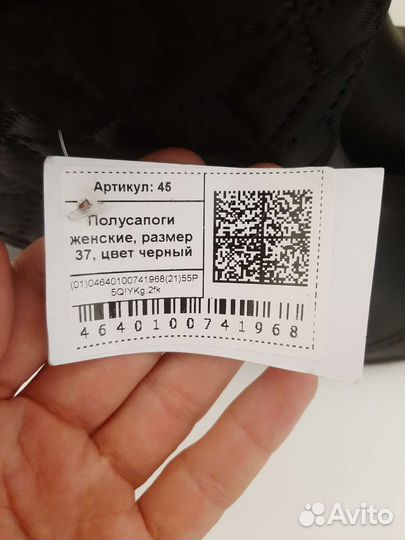 Артикул: 45
Полусапоги
женские, размер
37, цвет черный
(01)04640100741968(21)55P
5QIYKg.2fk
4640100741968
Avito